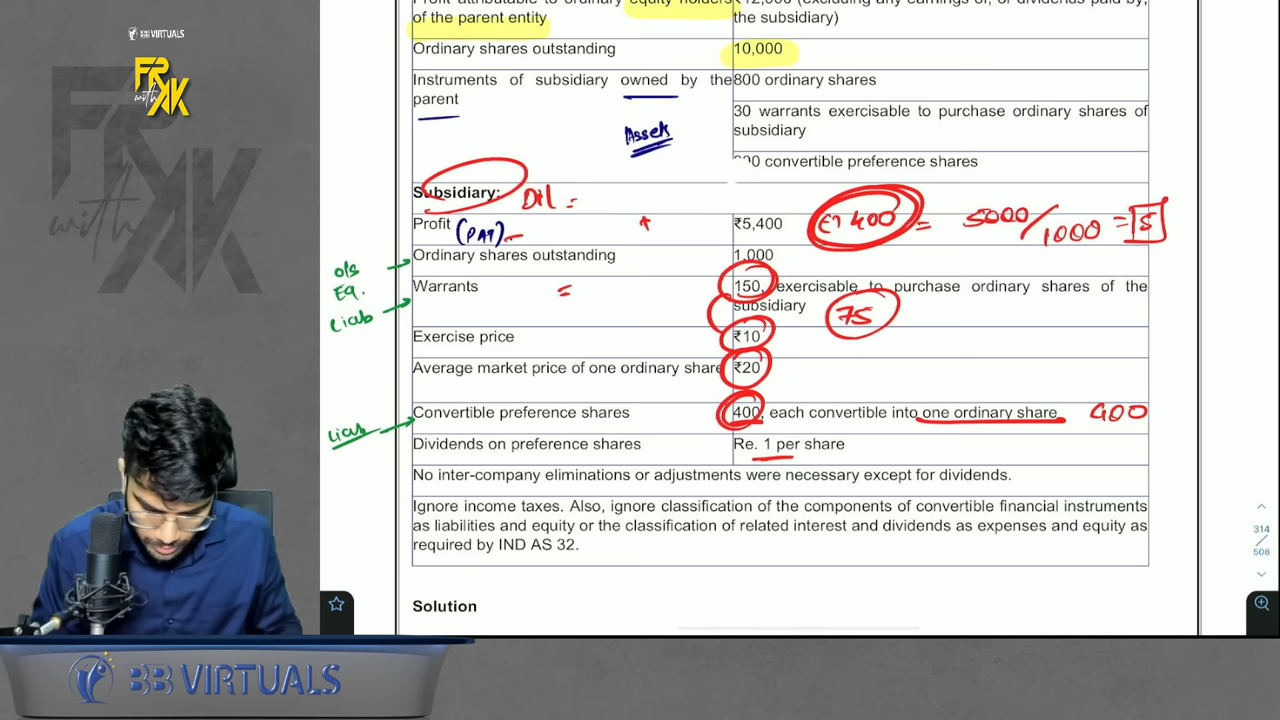 Profit attributable to ordinary equity holders ₹12,000 (excluding any earnings of, or dividends paid by,
of the parent entity the subsidiary)
BB VIRTUALS
FR with AK
Ordinary shares outstanding 10,000
Instruments of subsidiary owned by the 800 ordinary shares
parent
30 warrants exercisable to purchase ordinary shares of
subsidiary
Asset
convertible preference shares
Subsidiary: Dil =
Profit (PAT) ₹5,400 400 = 5000/1000 = 5
Ordinary shares outstanding 1,000
o/s
Eq.
Warrants = 150, exercisable to purchase ordinary shares of the
subsidiary 75
Liab
Exercise price ₹10
Average market price of one ordinary share ₹20
Convertible preference shares 400, each convertible into one ordinary share 400
Liab
Dividends on preference shares Re. 1 per share
No inter-company eliminations or adjustments were necessary except for dividends.
Ignore income taxes. Also, ignore classification of the components of convertible financial instruments
as liabilities and equity or the classification of related interest and dividends as expenses and equity as
required by IND AS 32.
314
508
Solution
BB VIRTUALS